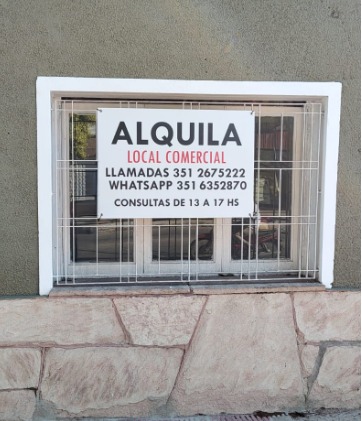 ALQUILA
LOCAL COMERCIAL
LLAMADAS 351 2675222
WHATSAPP 351 6352870
CONSULTAS DE 13 A 17 HS